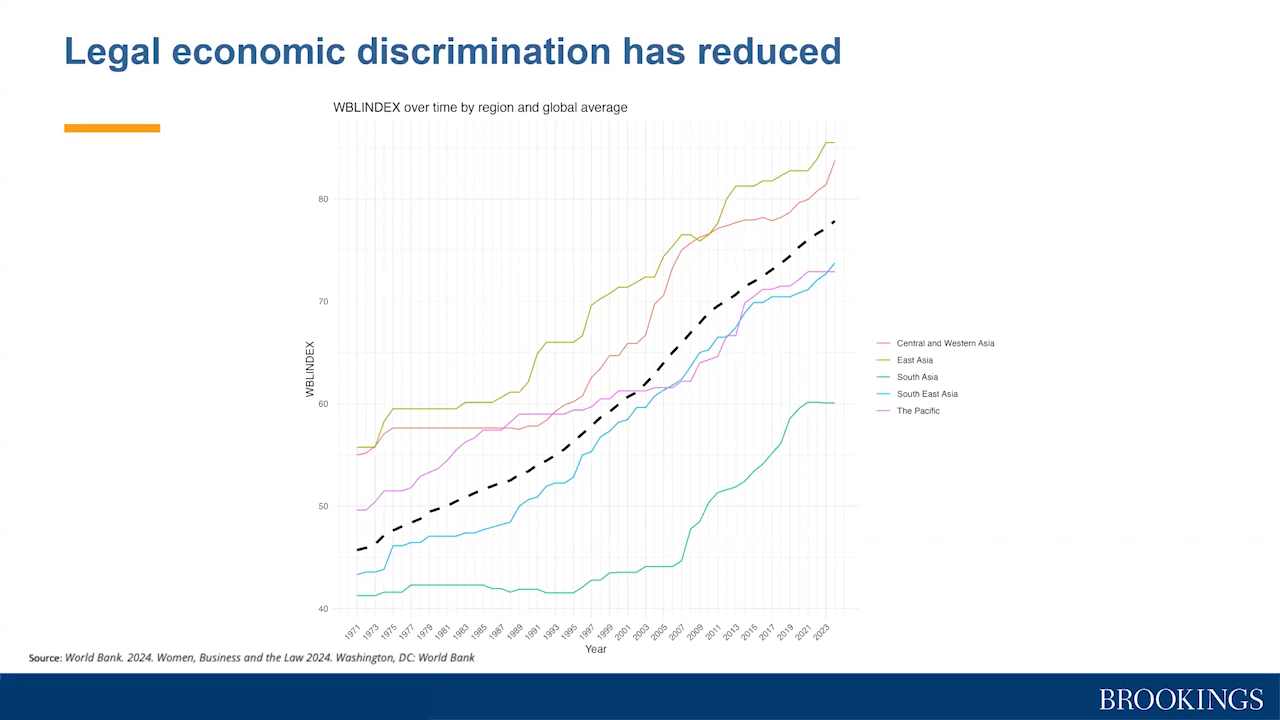 Legal economic discrimination has reduced
WBLINDEX over time by region and global average
80
70
60
50
40
WBLINDEX
1971 1973 1975 1977 1979 1981 1983 1985 1987 1989 1991 1993 1995 1997 1999 2001 2003 2005 2007 2009 2011 2013 2015 2017 2019 2021 2023
Year
Central and Western Asia
East Asia
South Asia
South East Asia
The Pacific
Source: World Bank. 2024. Women, Business and the Law 2024. Washington, DC: World Bank
BROOKINGS